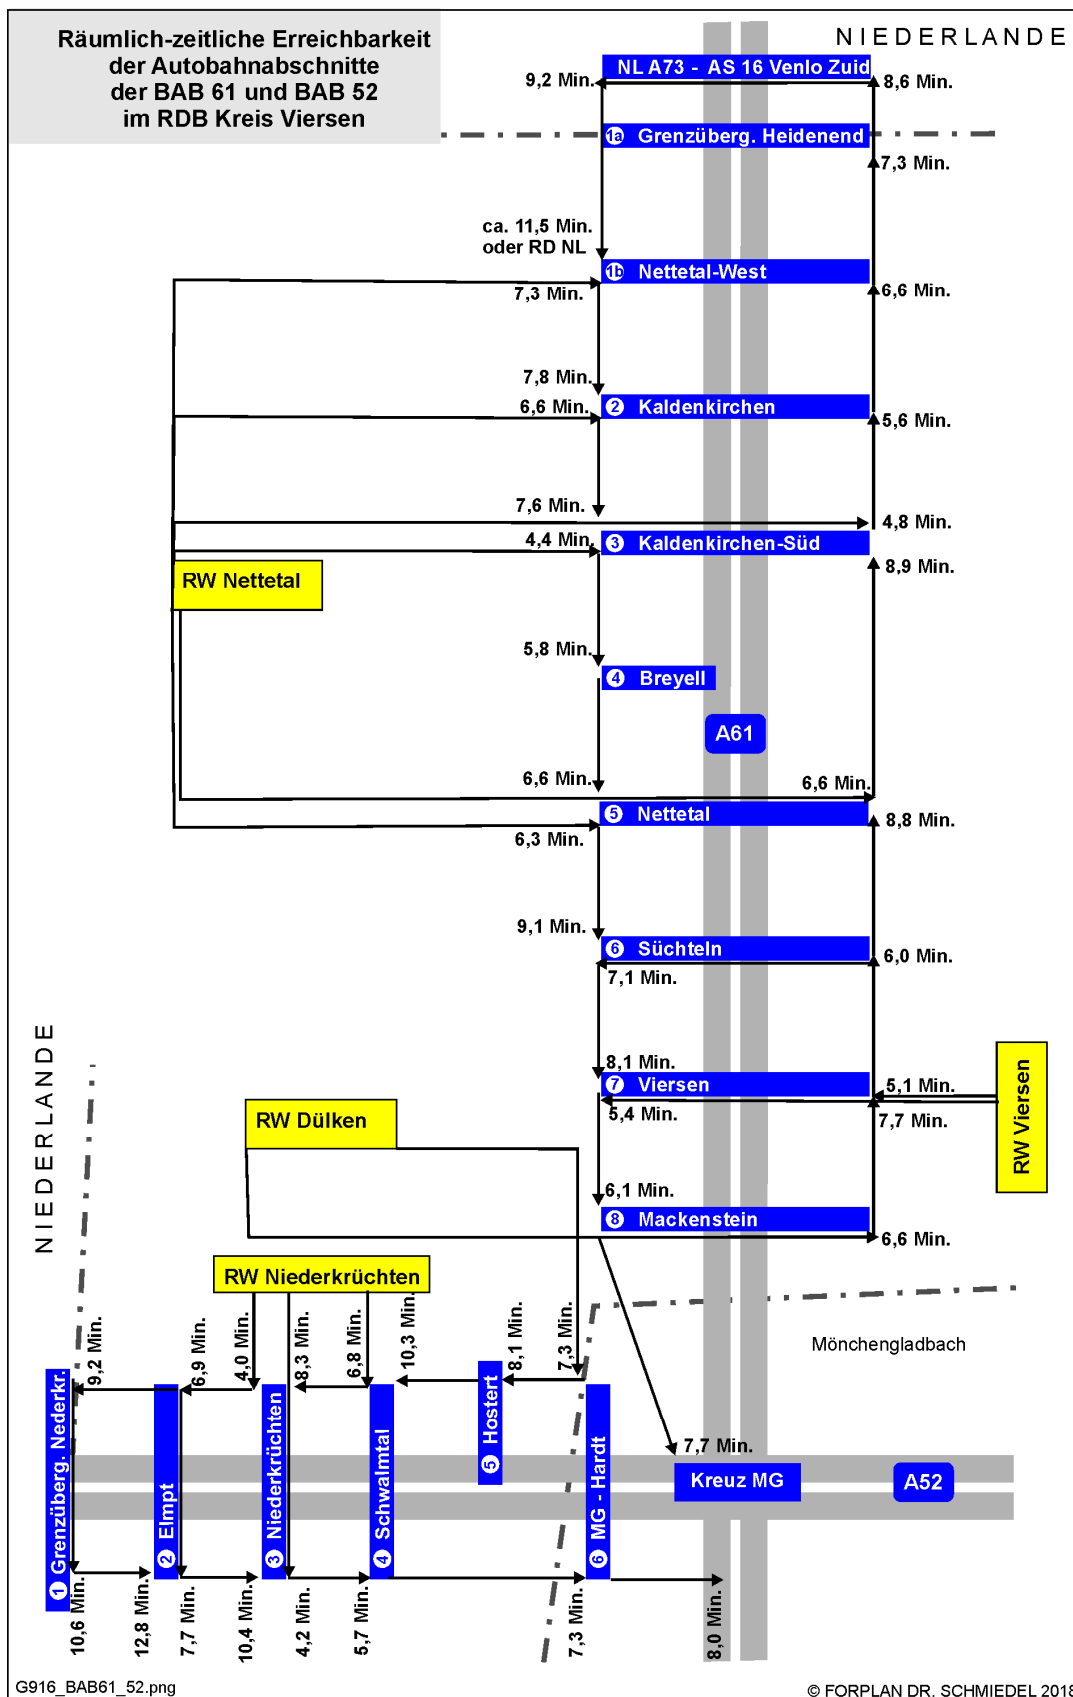 Räumlich-zeitliche Erreichbarkeit
der Autobahnabschnitte
der BAB 61 und BAB 52
im RDB Kreis Viersen
NIEDERLANDE
NL A73 - AS 16 Venlo Zuid
9,2 Min.
8,6 Min.
1a Grenzüberg. Heidenend
7,3 Min.
ca. 11,5 Min.
oder RD NL
1b Nettetal-West
7,3 Min.
6,6 Min.
7,8 Min.
2 Kaldenkirchen
6,6 Min.
5,6 Min.
7,6 Min.
4,8 Min.
3 Kaldenkirchen-Süd
4,4 Min.
8,9 Min.
RW Nettetal
5,8 Min.
4 Breyell
A61
6,6 Min.
6,6 Min.
5 Nettetal
6,3 Min.
8,8 Min.
9,1 Min.
6 Süchteln
7,1 Min.
6,0 Min.
NIEDERLANDE
8,1 Min.
7 Viersen
5,1 Min.
5,4 Min.
7,7 Min.
RW Viersen
RW Dülken
6,1 Min.
8 Mackenstein
6,6 Min.
RW Niederkrüchten
9,2 Min.
6,9 Min.
4,0 Min.
8,3 Min.
6,8 Min.
10,3 Min.
8,1 Min.
7,3 Min.
Mönchengladbach
1 Grenzüberg. Nederkr.
2 Elmpt
3 Niederkrüchten
4 Schwalmtal
5 Hostert
6 MG - Hardt
7,7 Min.
Kreuz MG
A52
10,6 Min.
12,8 Min.
7,7 Min.
10,4 Min.
4,2 Min.
5,7 Min.
7,3 Min.
8,0 Min.
G916_BAB61_52.png
© FORPLAN DR. SCHMIEDEL 2018